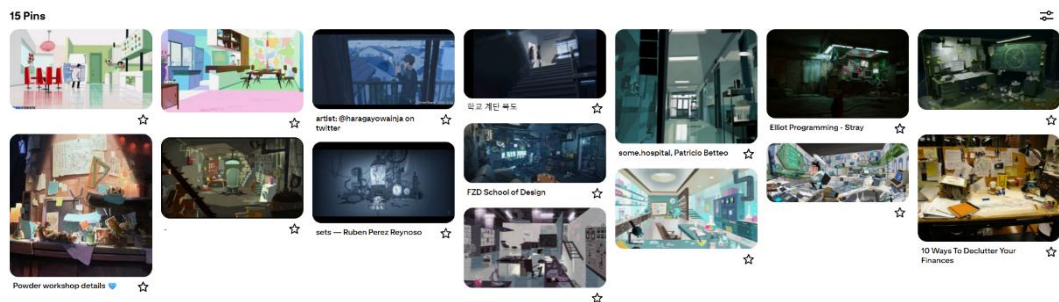 15 Pins
artist: @haragayowainja on
twitter
학교 계단 복도
some.hospital, Patricio Betteo
Elliot Programming - Stray
FZD School of Design
sets — Ruben Perez Reynoso
.
10 Ways To Declutter Your
Finances
Powder workshop details 💙